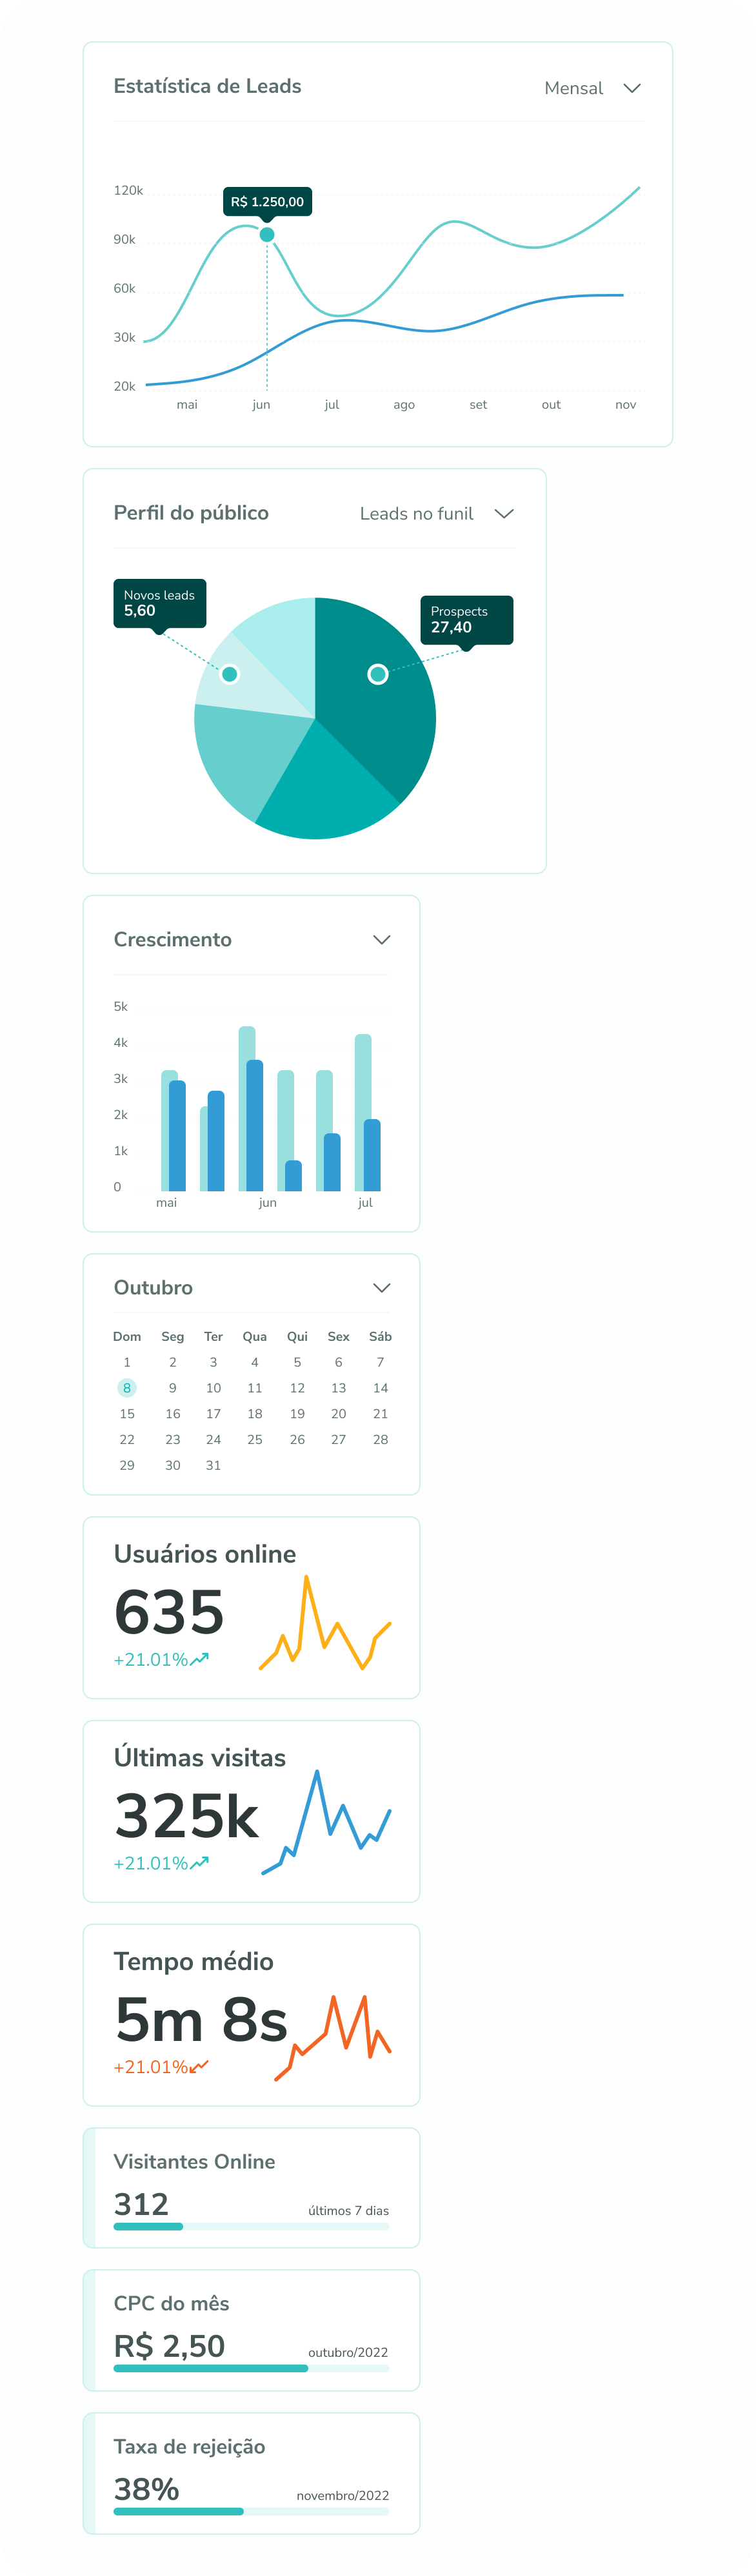 Estatística de Leads
Mensal
120k
R$ 1.250,00
90k
60k
30k
20k
mai jun jul ago set out nov
Perfil do público
Leads no funil
Novos leads
5,60
Prospects
27,40
Crescimento
5k
4k
3k
2k
1k
0
mai jun jul
Outubro
Dom Seg Ter Qua Qui Sex Sáb
1 2 3 4 5 6 7
8 9 10 11 12 13 14
15 16 17 18 19 20 21
22 23 24 25 26 27 28
29 30 31
Usuários online
635
+21.01%
Últimas visitas
325k
+21.01%
Tempo médio
5m 8s
+21.01%
Visitantes Online
312
últimos 7 dias
CPC do mês
R$ 2,50
outubro/2022
Taxa de rejeição
38%
novembro/2022